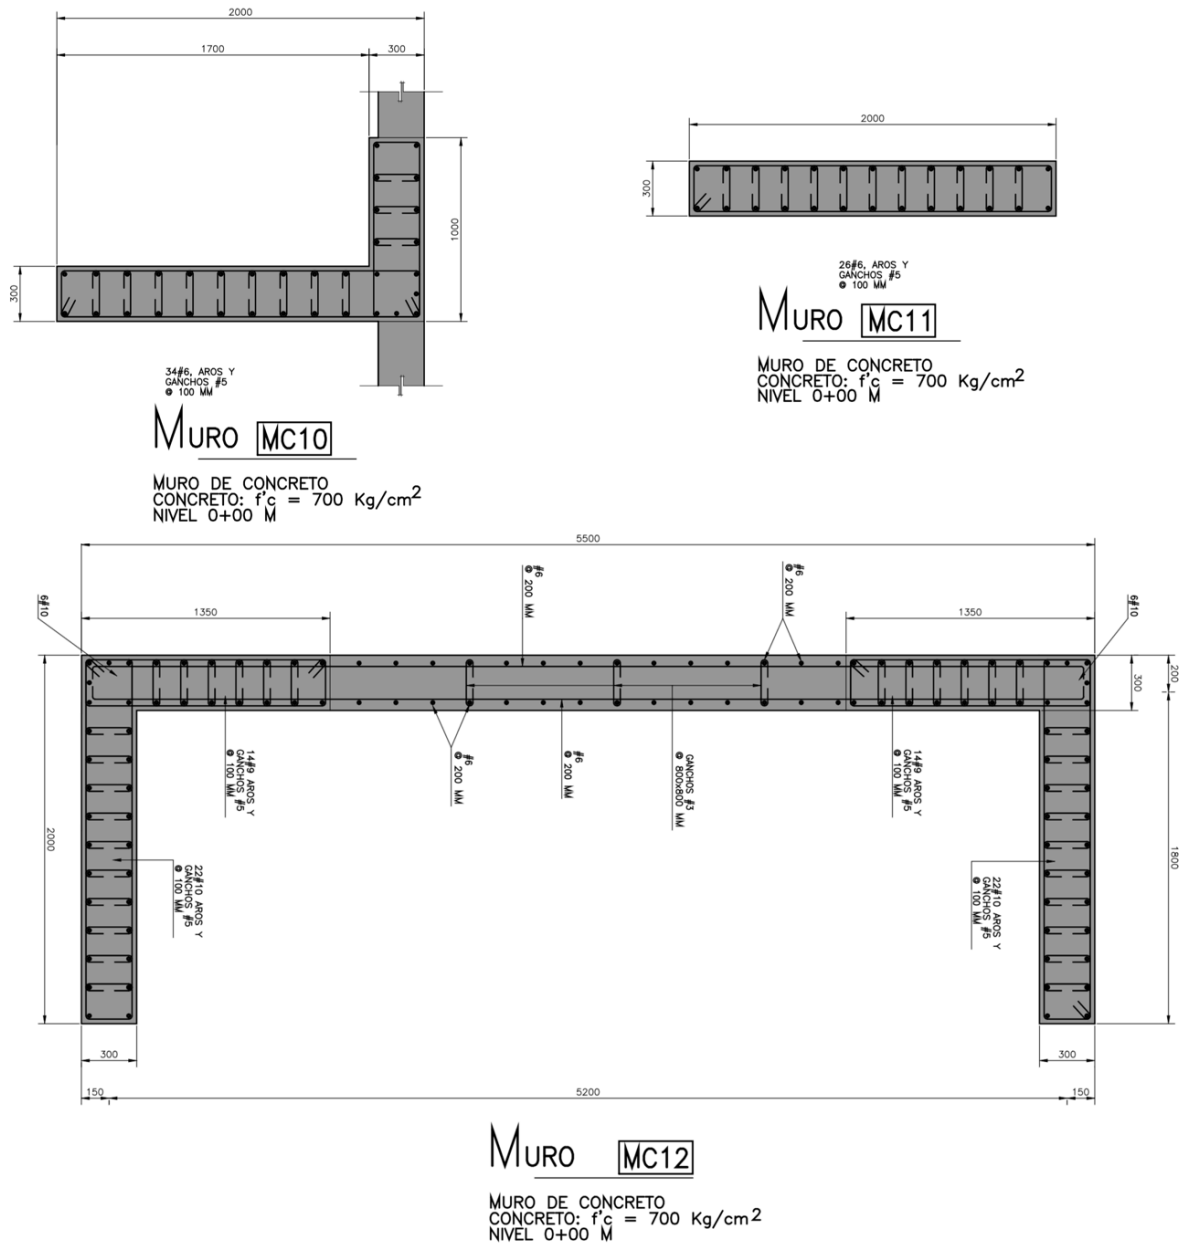 2000
1700
300
1000
300
34#6, AROS Y
GANCHOS #5
@ 100 MM
MURO MC10
MURO DE CONCRETO
CONCRETO: f'c = 700 Kg/cm²
NIVEL 0+00 M
2000
300
26#6, AROS Y
GANCHOS #5
@ 100 MM
MURO MC11
MURO DE CONCRETO
CONCRETO: f'c = 700 Kg/cm²
NIVEL 0+00 M
5500
1350
1350
6#10
#6
@ 200 MM
#6
@ 200 MM
6#10
300
200
14#9 AROS Y
GANCHOS #5
@ 100 MM
#6
@ 200 MM
#6
@ 200 MM
GANCHOS #3
@ 800x800 MM
14#9 AROS Y
GANCHOS #5
@ 100 MM
2000
1800
22#10 AROS Y
GANCHOS #5
@ 100 MM
22#10 AROS Y
GANCHOS #5
@ 100 MM
300
300
150
5200
150
MURO MC12
MURO DE CONCRETO
CONCRETO: f'c = 700 Kg/cm²
NIVEL 0+00 M